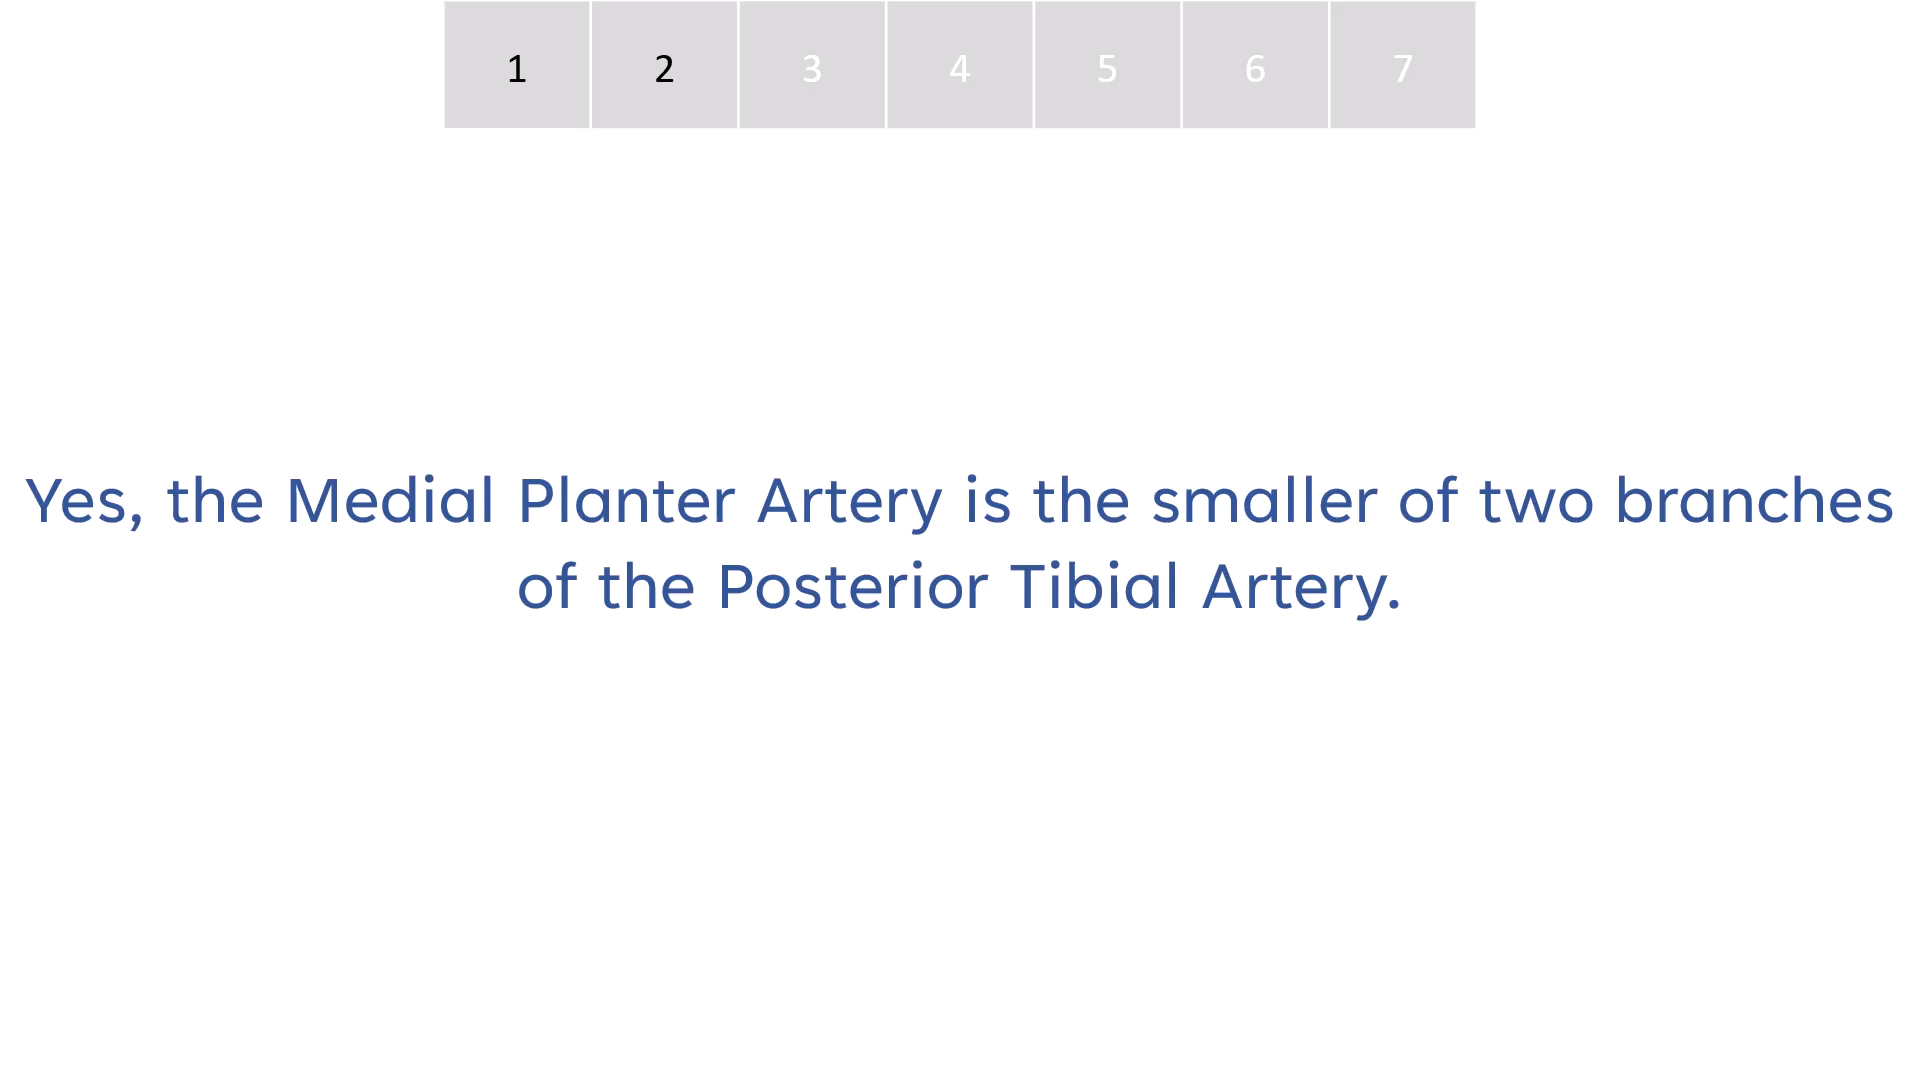 1 2 3 4 5 6 7
Yes, the Medial Planter Artery is the smaller of two branches
of the Posterior Tibial Artery.